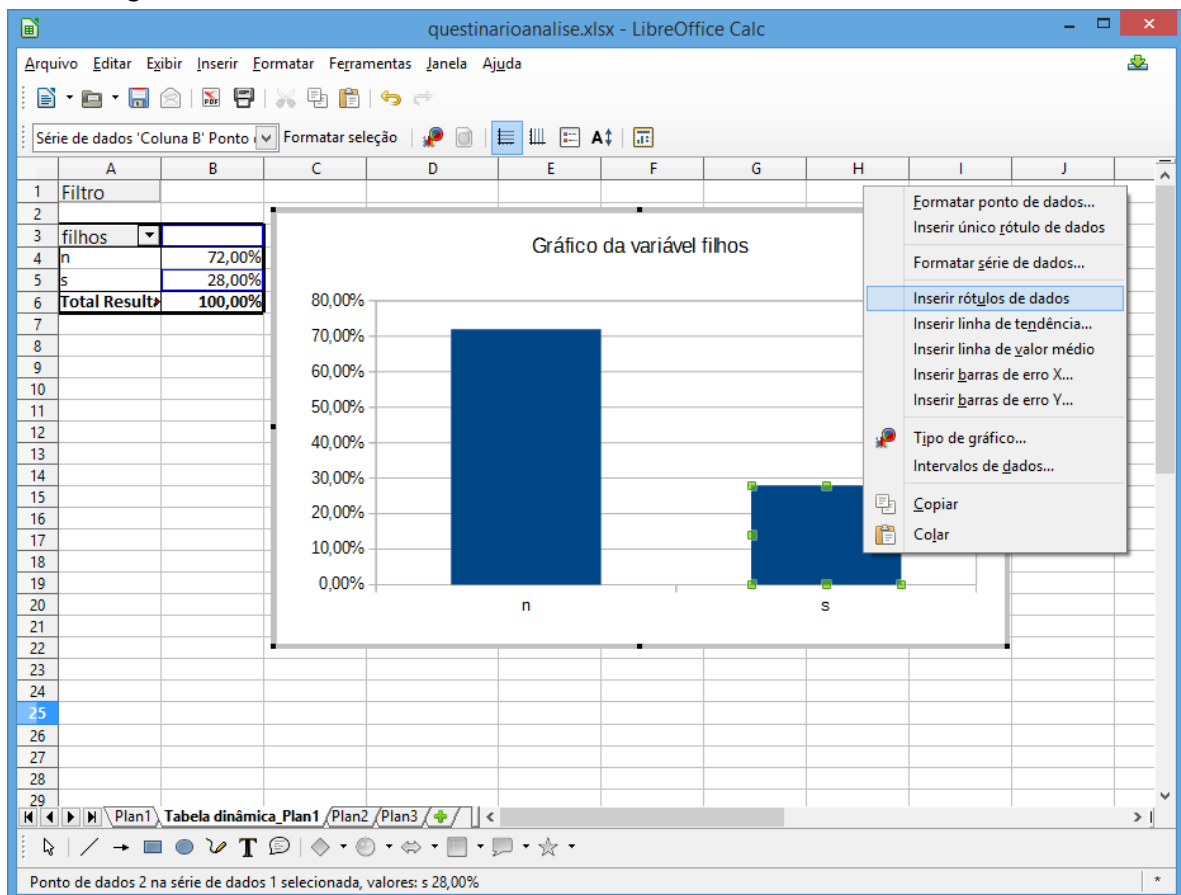 questinarioanalise.xlsx - LibreOffice Calc
Arquivo Editar Exibir Inserir Formatar Ferramentas Janela Ajuda
Série de dados 'Coluna B' Ponto Formatar seleção
A B C D E F G H I J
1 Filtro
2
3 filhos
4 n 72,00%
5 s 28,00%
6 Total Result 100,00%
7
8
9
10
11
12
13
14
15
16
17
18
19
20
21
22
23
24
25
26
27
28
29
Gráfico da variável filhos
80,00%
70,00%
60,00%
50,00%
40,00%
30,00%
20,00%
10,00%
0,00%
n s
Formatar ponto de dados...
Inserir único rótulo de dados
Formatar série de dados...
Inserir rótulos de dados
Inserir linha de tendência...
Inserir linha de valor médio
Inserir barras de erro X...
Inserir barras de erro Y...
Tipo de gráfico...
Intervalos de dados...
Copiar
Colar
Plan1 Tabela dinâmica_Plan1 Plan2 Plan3
Ponto de dados 2 na série de dados 1 selecionada, valores: s 28,00% *